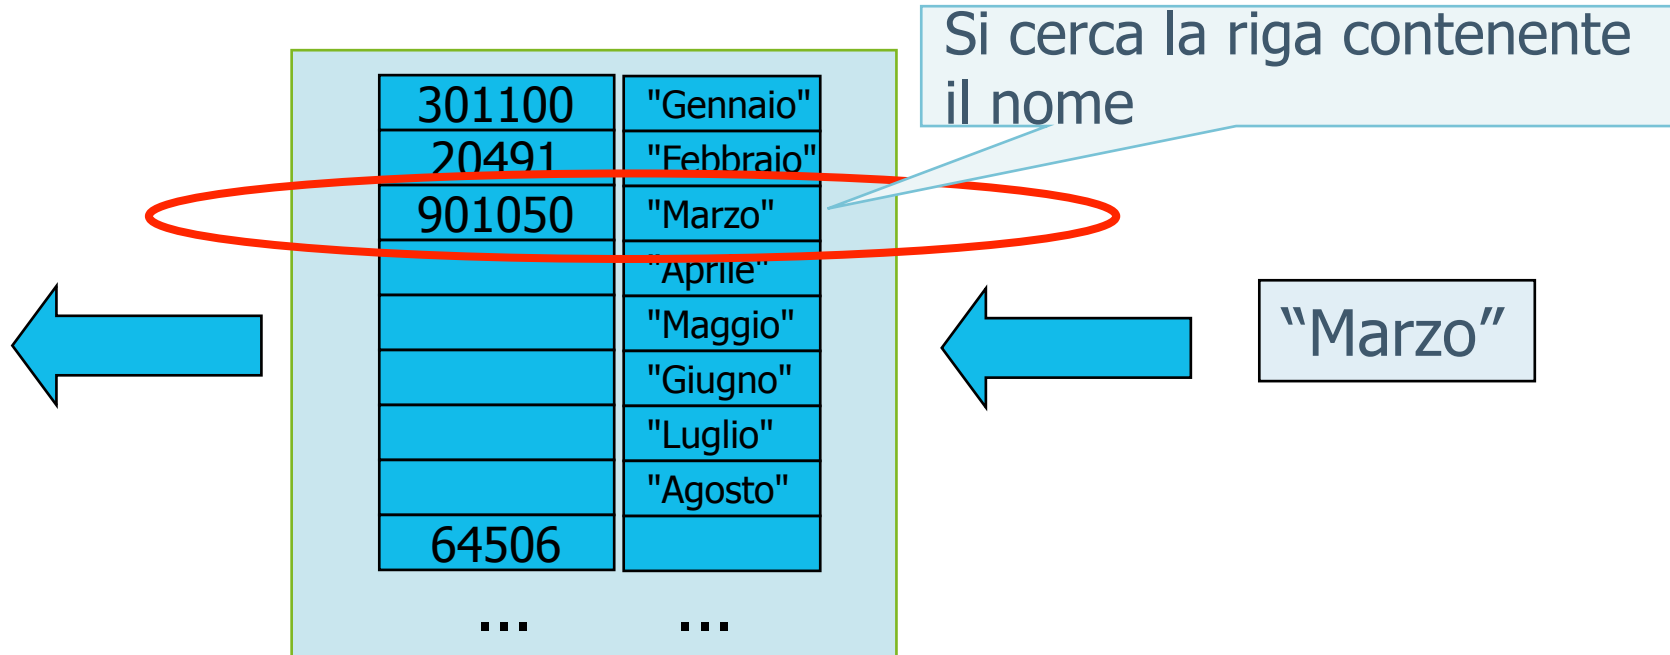 Si cerca la riga contenente
il nome
301100 "Gennaio"
20491 "Febbraio"
901050 "Marzo"
"Aprile"
"Maggio"
"Giugno"
"Luglio"
"Agosto"
64506
... ...
“Marzo”